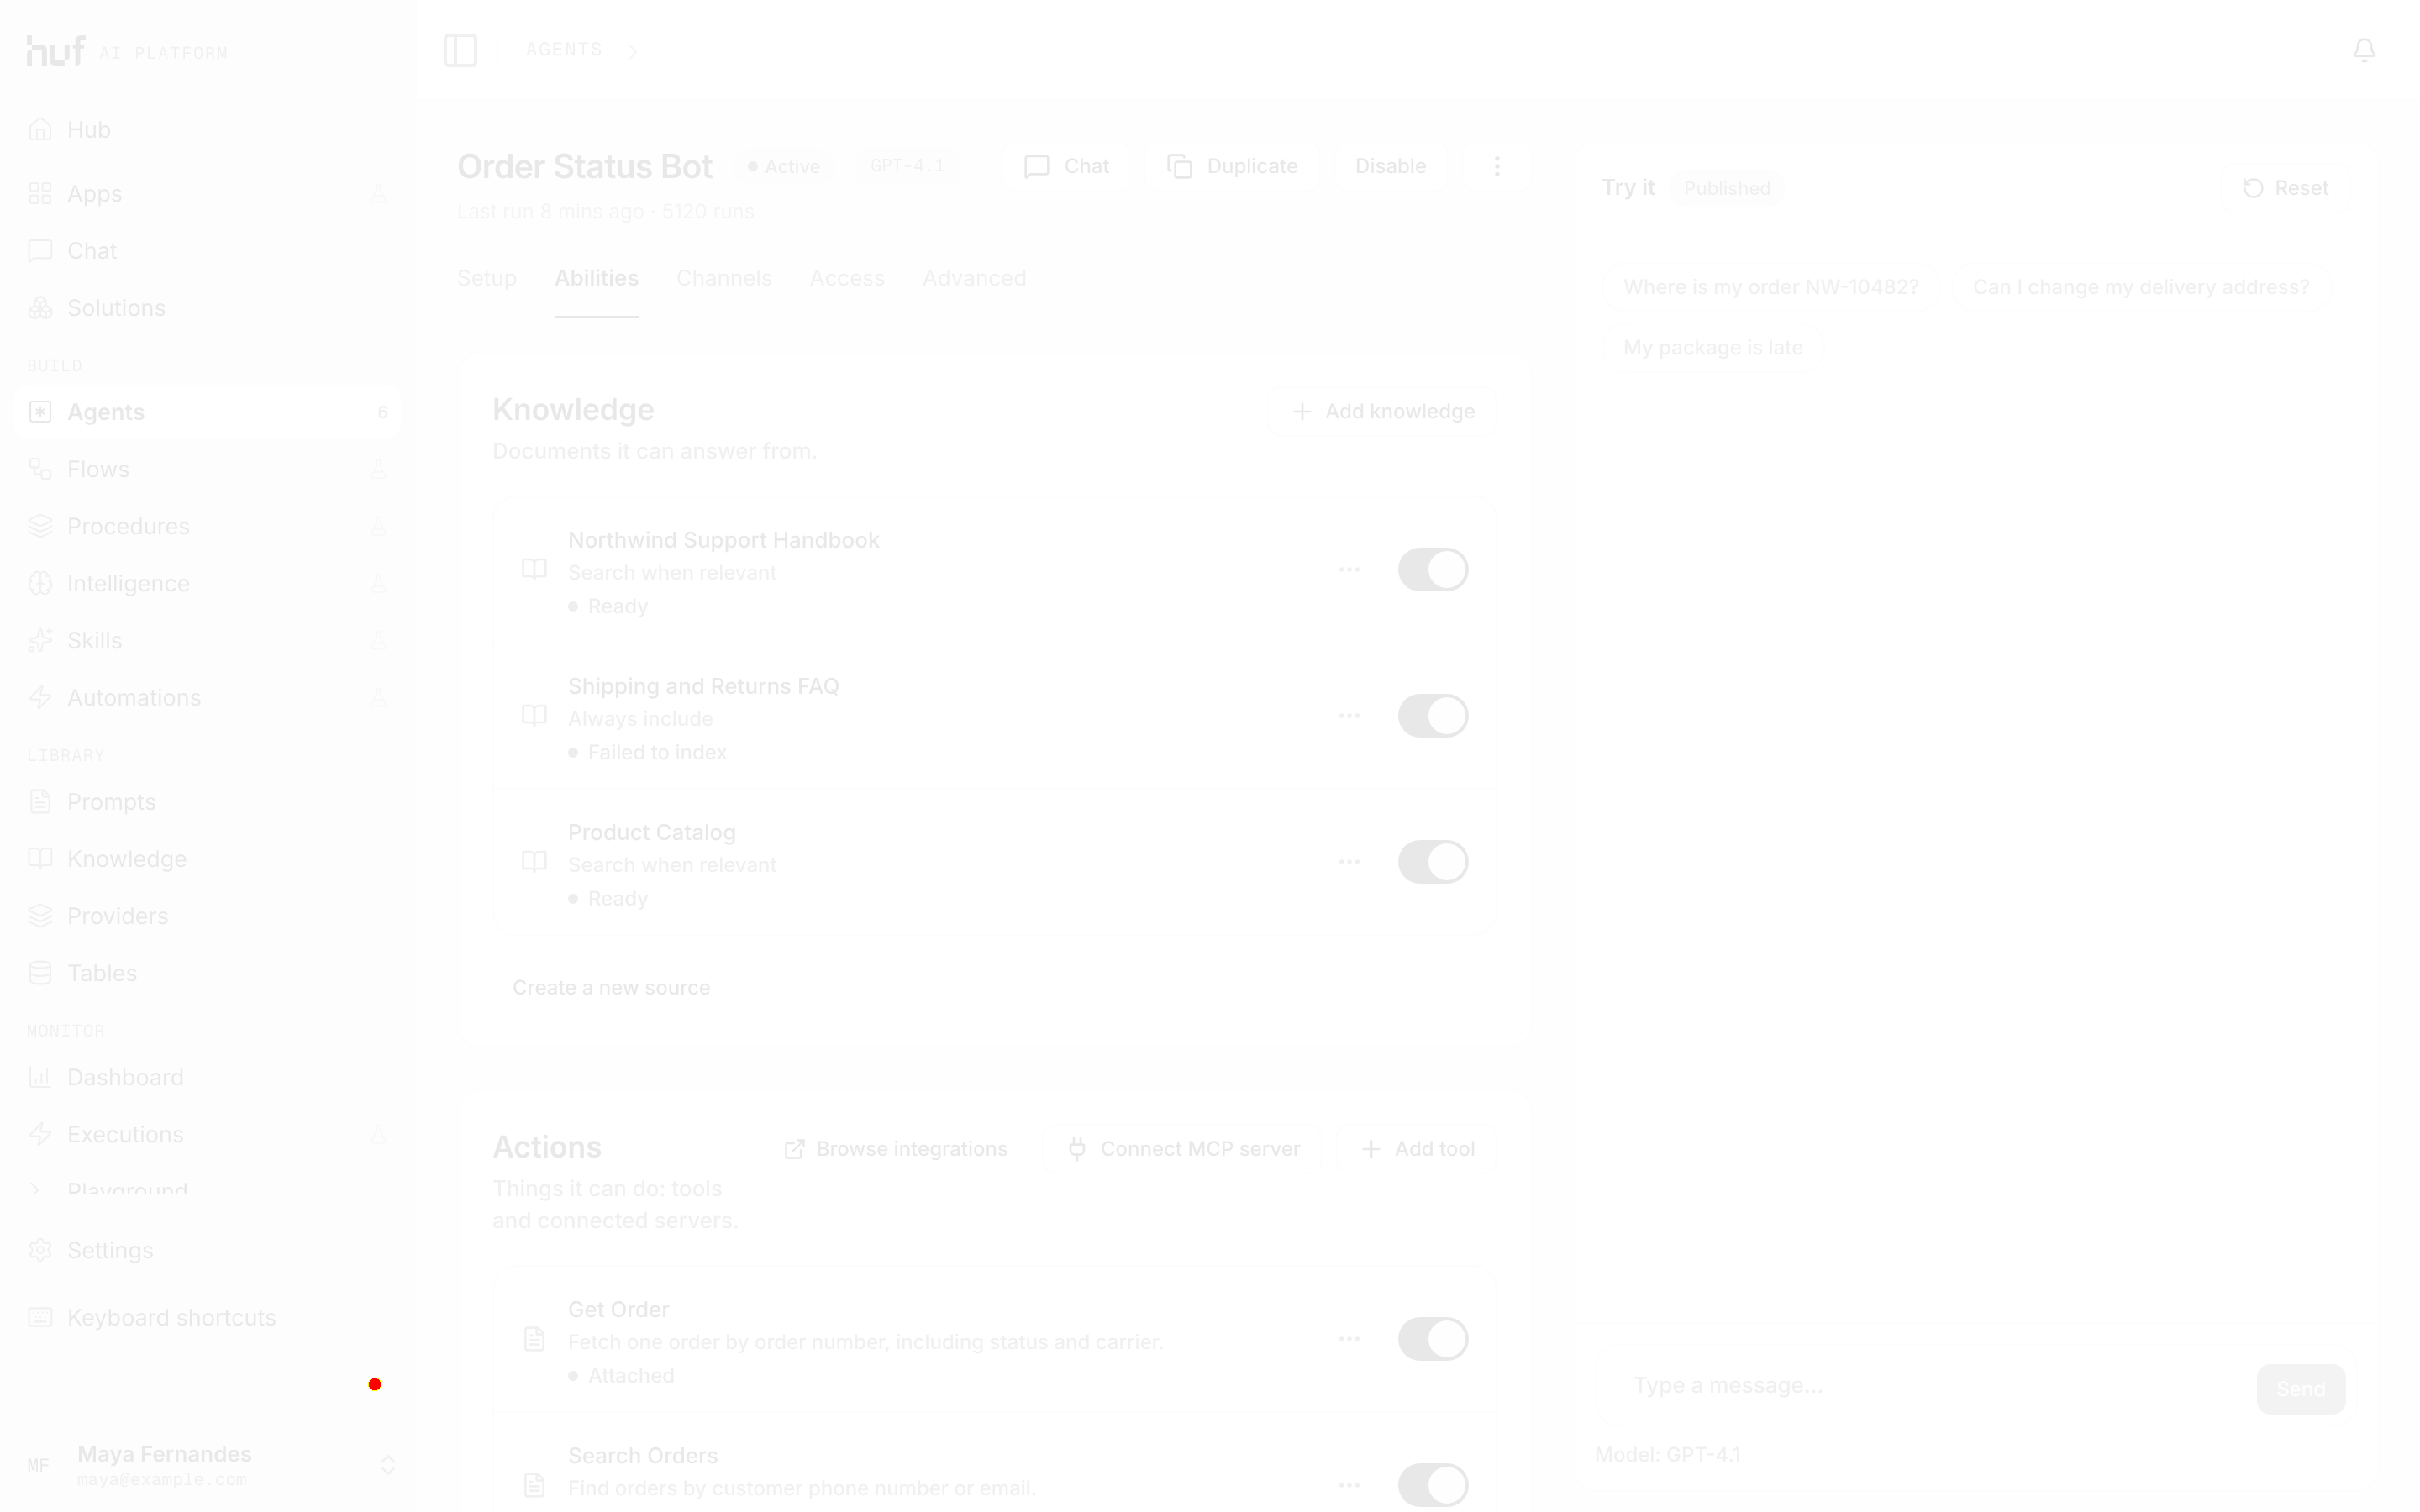 huf AI PLATFORM
Hub
Apps
Chat
Solutions
BUILD
Agents 6
Flows
Procedures
Intelligence
Skills
Automations
LIBRARY
Prompts
Knowledge
Providers
Tables
MONITOR
Dashboard
Executions
Playground
Settings
Keyboard shortcuts
MF Maya Fernandes
maya@example.com
AGENTS
Order Status Bot Active GPT-4.1 Chat Duplicate Disable
Last run 8 mins ago · 5120 runs
Setup Abilities Channels Access Advanced
Knowledge Add knowledge
Documents it can answer from.
Northwind Support Handbook
Search when relevant
Ready
Shipping and Returns FAQ
Always include
Failed to index
Product Catalog
Search when relevant
Ready
Create a new source
Actions Browse integrations Connect MCP server Add tool
Things it can do: tools
and connected servers.
Get Order
Fetch one order by order number, including status and carrier.
Attached
Search Orders
Find orders by customer phone number or email.
Try it Published Reset
Where is my order NW-10482? Can I change my delivery address?
My package is late
Type a message... Send
Model: GPT-4.1